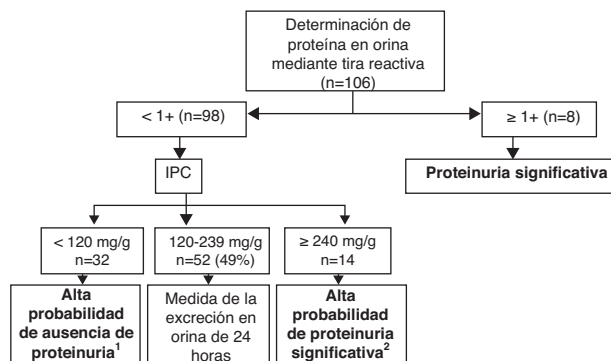 Determinación de
proteína en orina
mediante tira reactiva
(n=106)
< 1+ (n=98)
≥ 1+ (n=8)
IPC
Proteinuria significativa
< 120 mg/g
n=32
120-239 mg/g
n=52 (49%)
≥ 240 mg/g
n=14
Alta
probabilidad
de ausencia de
proteinuria1
Medida de la
excreción en
orina de 24
horas
Alta
probabilidad
de proteinuria
significativa2